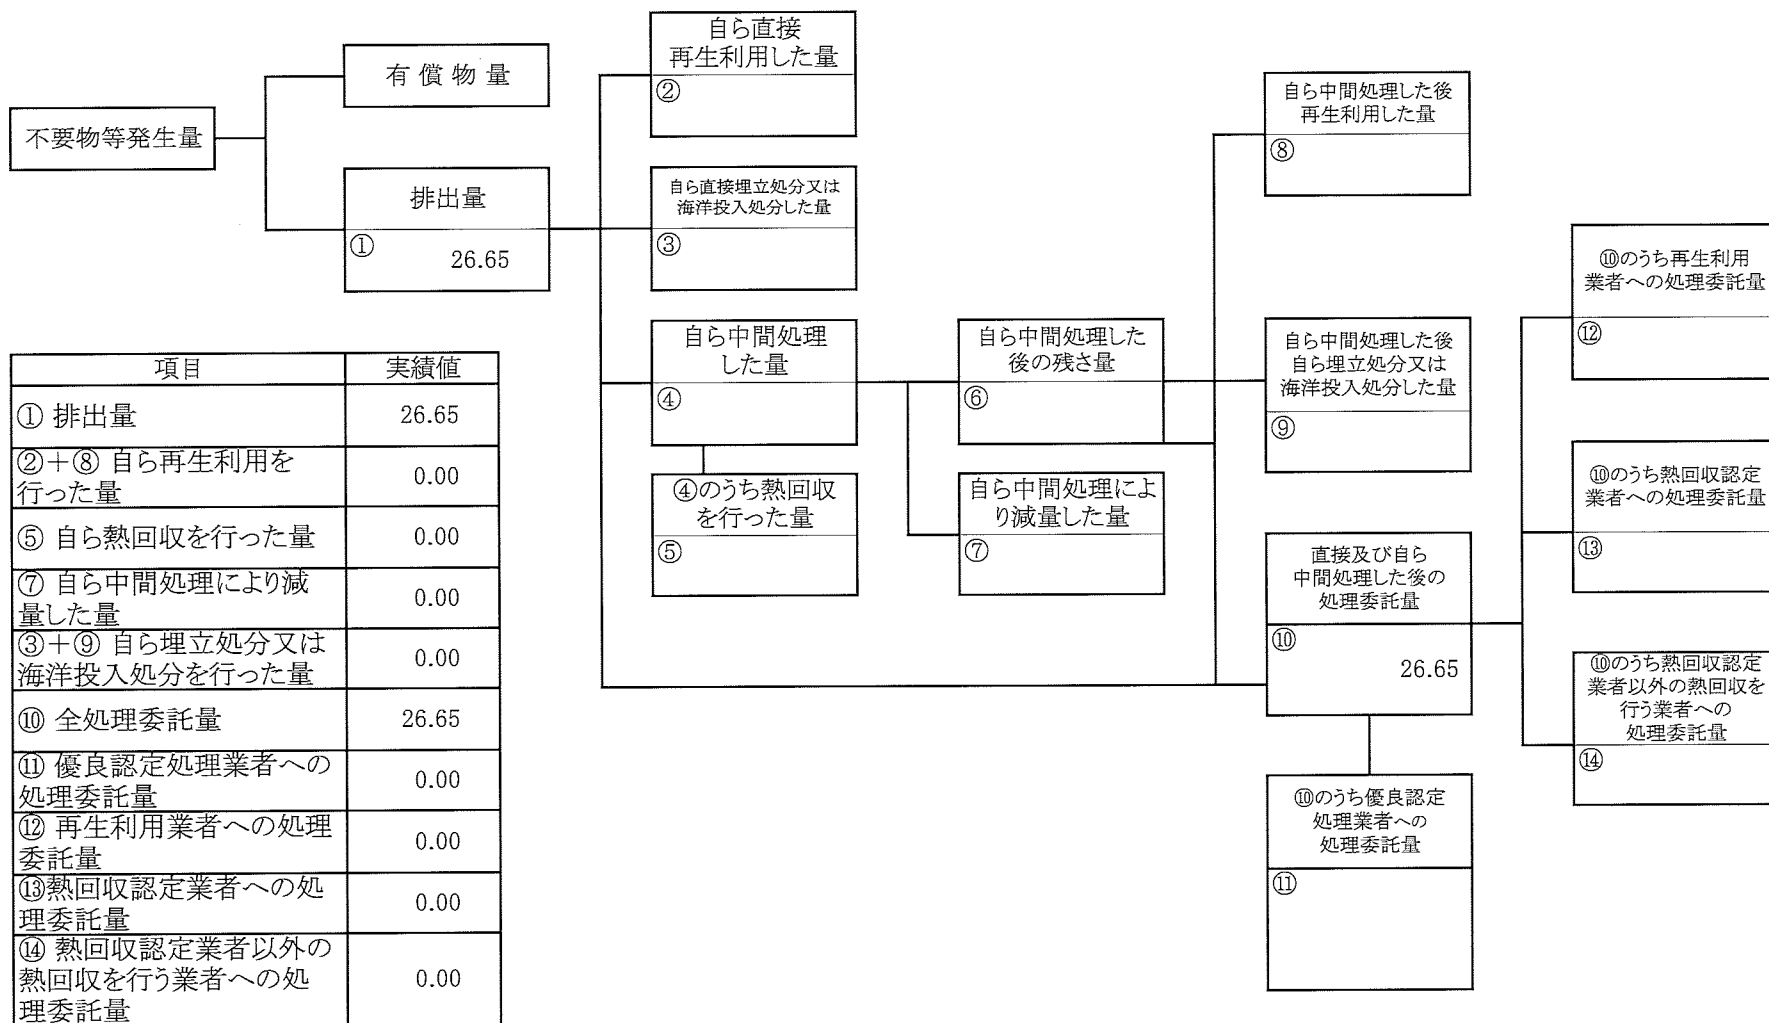 不要物等発生量
有償物量
排出量
①
26.65
自ら直接
再生利用した量
②
自ら直接埋立処分又は
海洋投入処分した量
③
自ら中間処理
した量
④
④のうち熱回収
を行った量
⑤
自ら中間処理した
後の残さ量
⑥
自ら中間処理によ
り減量した量
⑦
自ら中間処理した後
再生利用した量
⑧
自ら中間処理した後
自ら埋立処分又は
海洋投入処分した量
⑨
直接及び自ら
中間処理した後の
処理委託量
⑩
26.65
⑩のうち優良認定
処理業者への
処理委託量
⑪
⑩のうち再生利用
業者への処理委託量
⑫
⑩のうち熱回収認定
業者への処理委託量
⑬
⑩のうち熱回収認定
業者以外の熱回収を
行う業者への
処理委託量
⑭
項目 実績値
① 排出量 26.65
②+⑧ 自ら再生利用を
行った量 0.00
⑤ 自ら熱回収を行った量 0.00
⑦ 自ら中間処理により減
量した量 0.00
③+⑨ 自ら埋立処分又は
海洋投入処分を行った量 0.00
⑩ 全処理委託量 26.65
⑪ 優良認定処理業者への
処理委託量 0.00
⑫ 再生利用業者への処理
委託量 0.00
⑬熱回収認定業者への処
理委託量 0.00
⑭ 熱回収認定業者以外の
熱回収を行う業者への処
理委託量 0.00